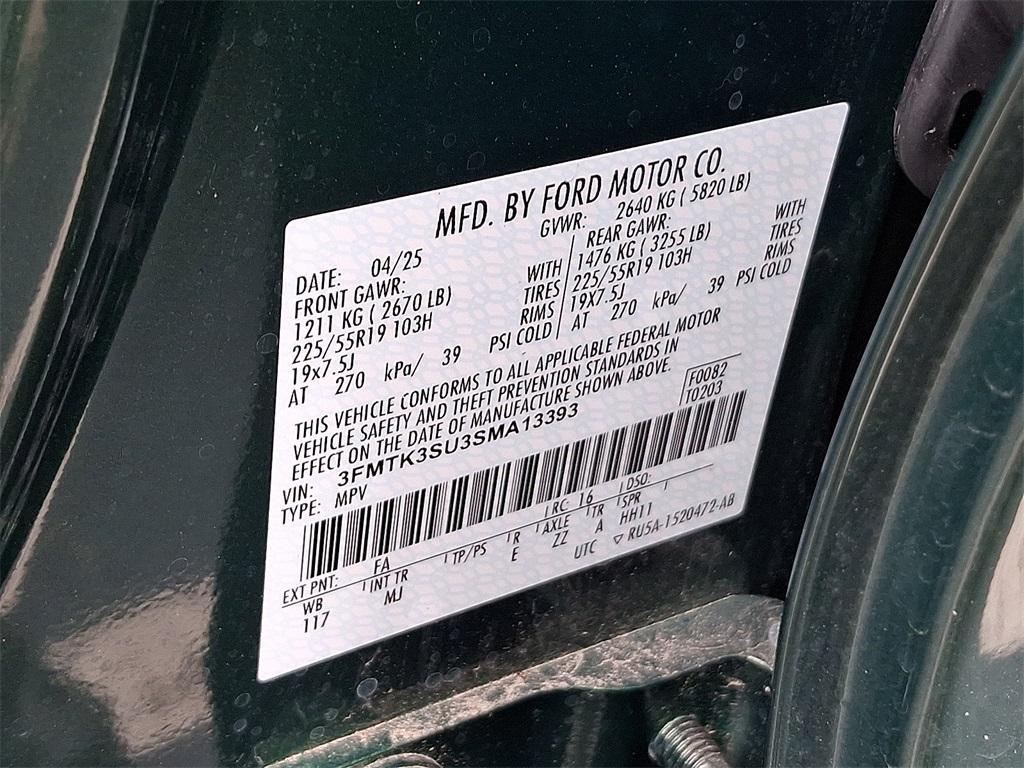 MFD. BY FORD MOTOR CO.
DATE: 04/25 GVWR: 2640 KG ( 5820 LB)
FRONT GAWR: REAR GAWR:
1211 KG ( 2670 LB) WITH 1476 KG ( 3255 LB) WITH
225/55R19 103H TIRES 225/55R19 103H TIRES
19x7.5J RIMS 19X7.5J RIMS
AT 270 kPa/ 39 PSI COLD AT 270 kPa/ 39 PSI COLD
THIS VEHICLE CONFORMS TO ALL APPLICABLE FEDERAL MOTOR
VEHICLE SAFETY AND THEFT PREVENTION STANDARDS IN
EFFECT ON THE DATE OF MANUFACTURE SHOWN ABOVE.
VIN: 3FMTK3SU3SMA13393 F0082
TYPE: MPV T0203
EXT PNT: FA RC: 16 DSO:
WB INT TR TP/PS R AXLE TR SPR
117 MJ E ZZ A HH11
UTC ▽ RU5A-1520472-AB